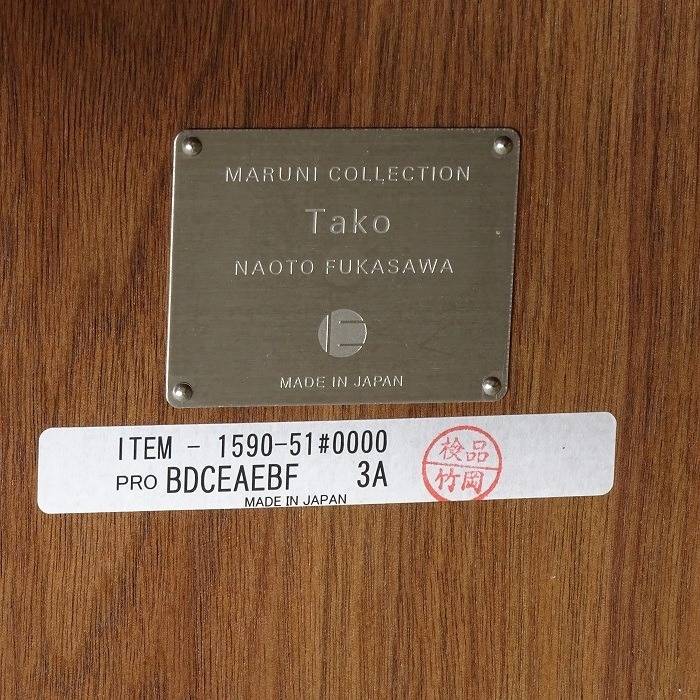 MARUNI COLLECTION
Tako
NAOTO FUKASAWA
MADE IN JAPAN
ITEM - 1590-51#0000
PRO BDCEAEBF 3A
MADE IN JAPAN
検品
竹岡